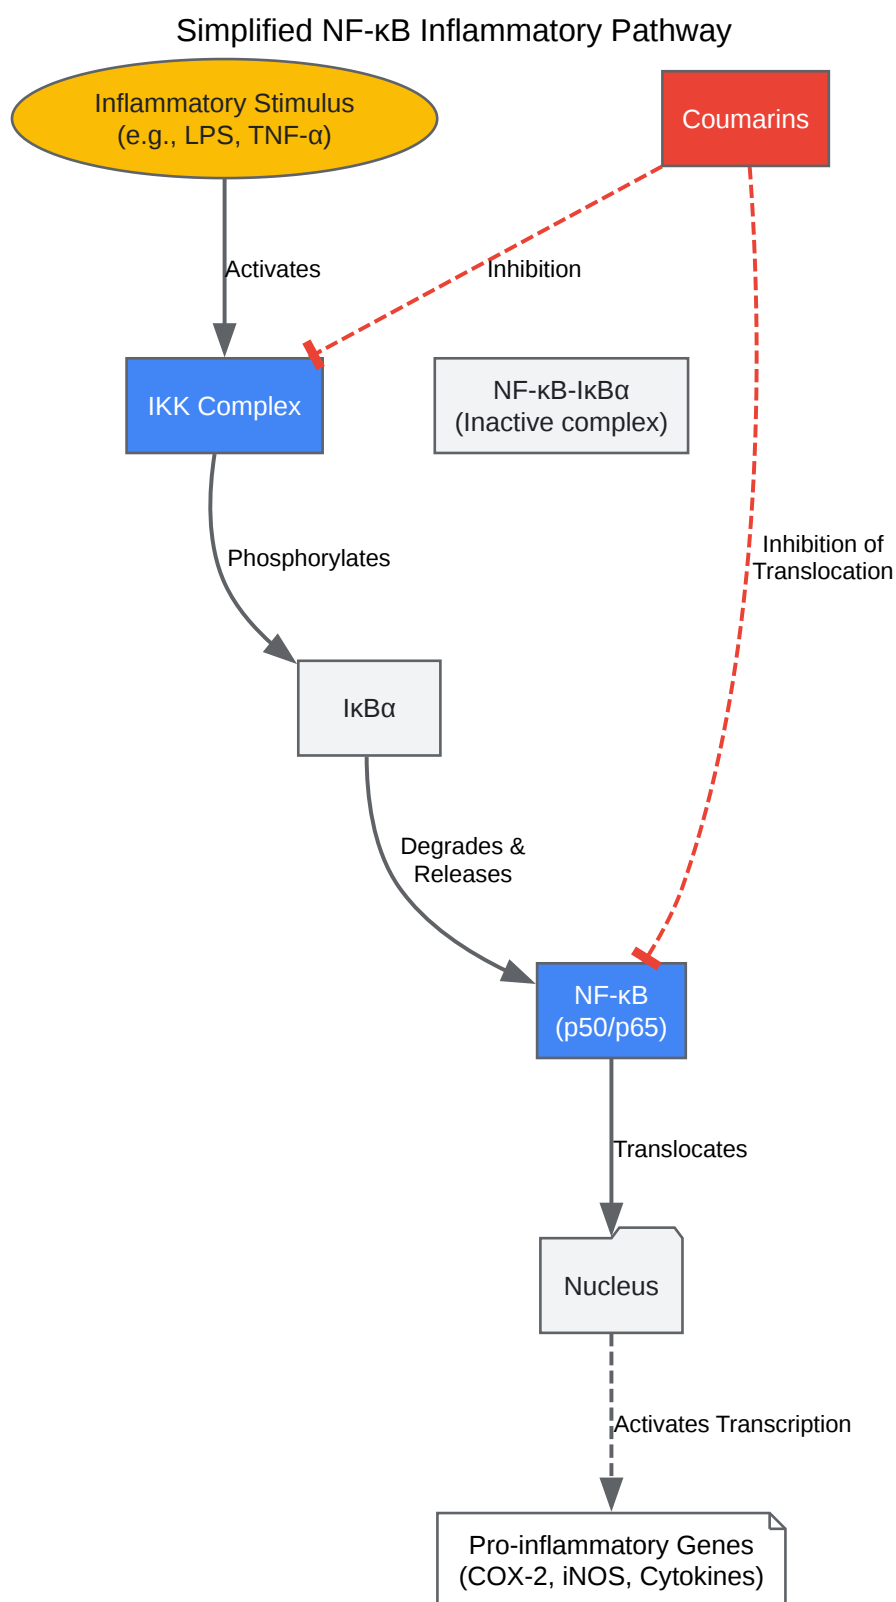 Simplified NF-κB Inflammatory Pathway
Inflammatory Stimulus
(e.g., LPS, TNF-α)
Coumarins
Activates
Inhibition
IKK Complex
NF-κB-IκBα
(Inactive complex)
Inhibition of
Translocation
Phosphorylates
IκBα
Degrades &
Releases
NF-κB
(p50/p65)
Translocates
Nucleus
Activates Transcription
Pro-inflammatory Genes
(COX-2, iNOS, Cytokines)